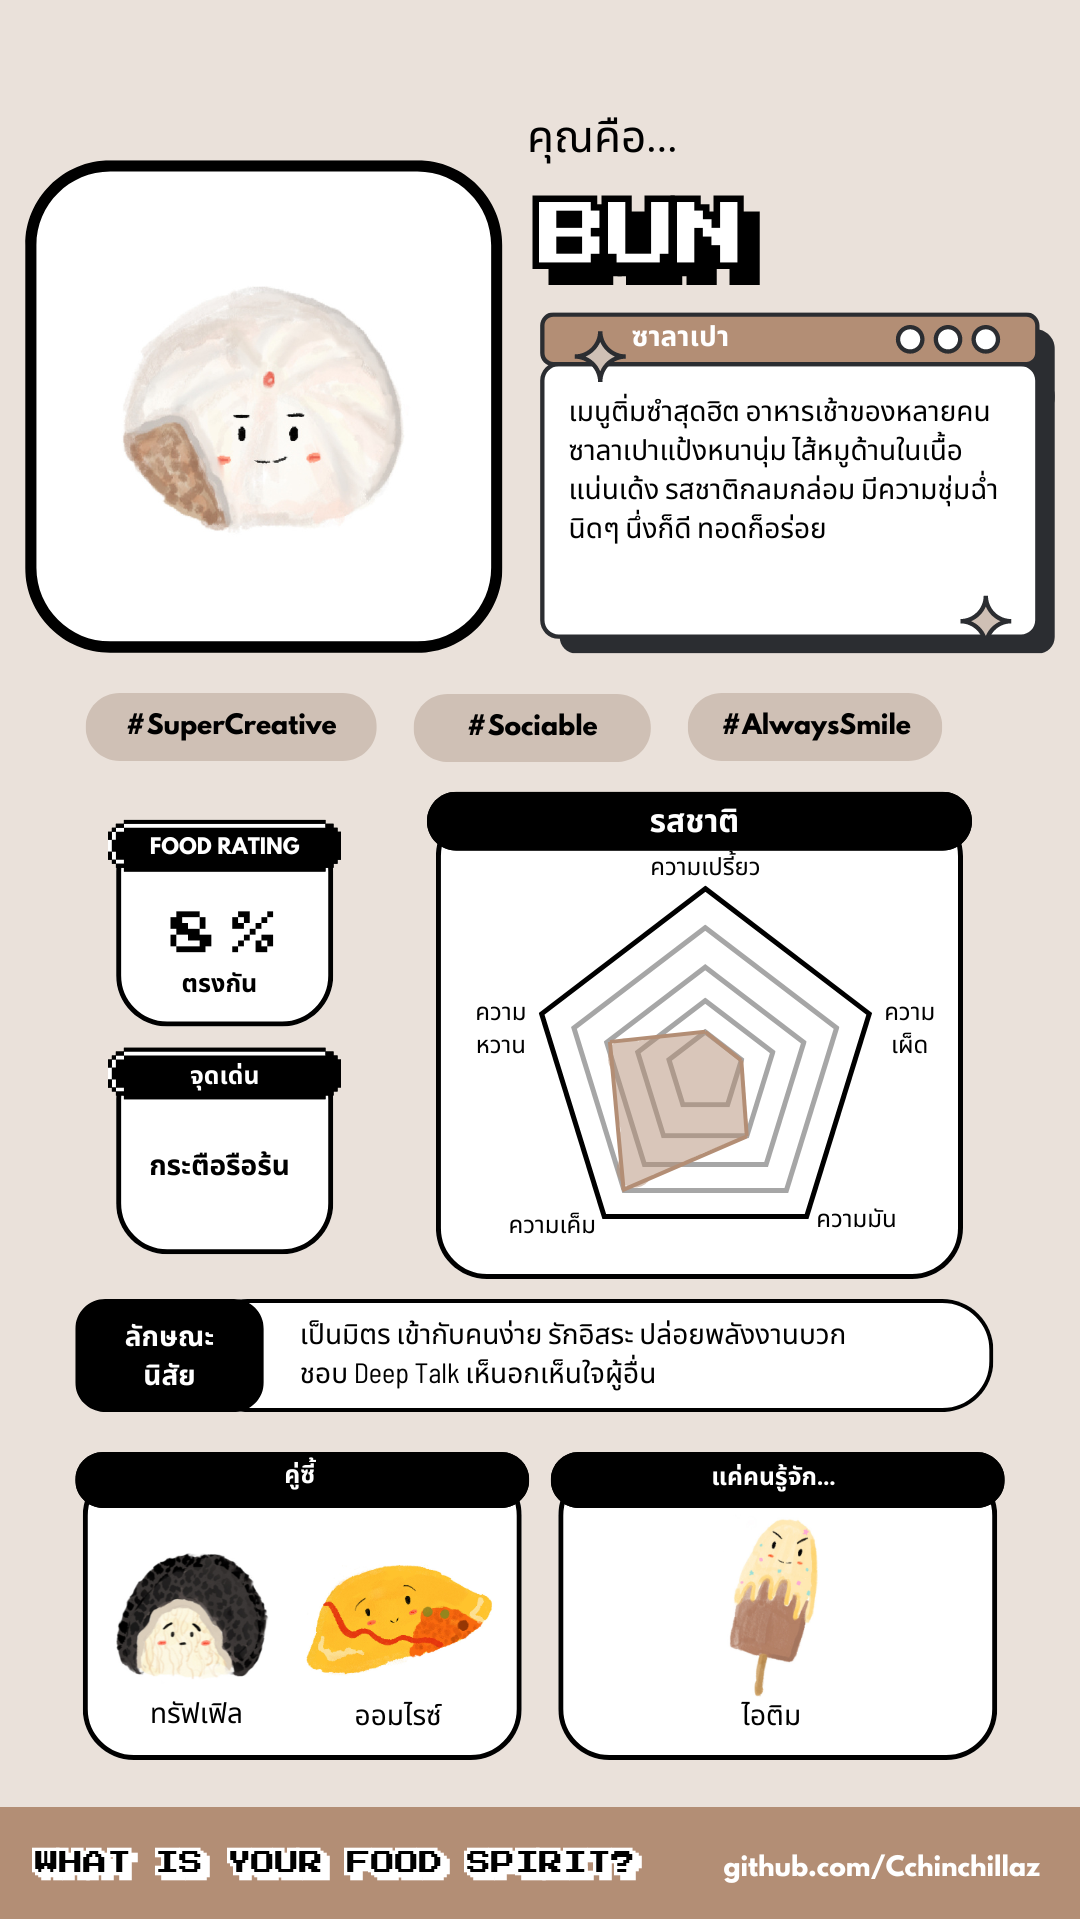 คุณคือ...
BUN
ซาลาเปา
เมนูติ่มซำสุดฮิต อาหารเช้าของหลายคน
ซาลาเปาแป้งหนานุ่ม ไส้หมูด้านในเนื้อ
แน่นเด้ง รสชาติกลมกล่อม มีความชุ่มฉ่ำ
นิดๆ นึ่งก็ดี ทอดก็อร่อย
#SuperCreative
#Sociable
#AlwaysSmile
FOOD RATING
8 %
ตรงกัน
จุดเด่น
กระตือรือร้น
รสชาติ
ความเปรี้ยว
ความ
หวาน
ความ
เผ็ด
ความเค็ม
ความมัน
ลักษณะ
นิสัย
เป็นมิตร เข้ากับคนง่าย รักอิสระ ปล่อยพลังงานบวก
ชอบ Deep Talk เห็นอกเห็นใจผู้อื่น
คู่ซี้
ทรัฟเฟิล
ออมไรซ์
แค่คนรู้จัก...
ไอติม
WHAT IS YOUR FOOD SPIRIT?
github.com/Cchinchillaz